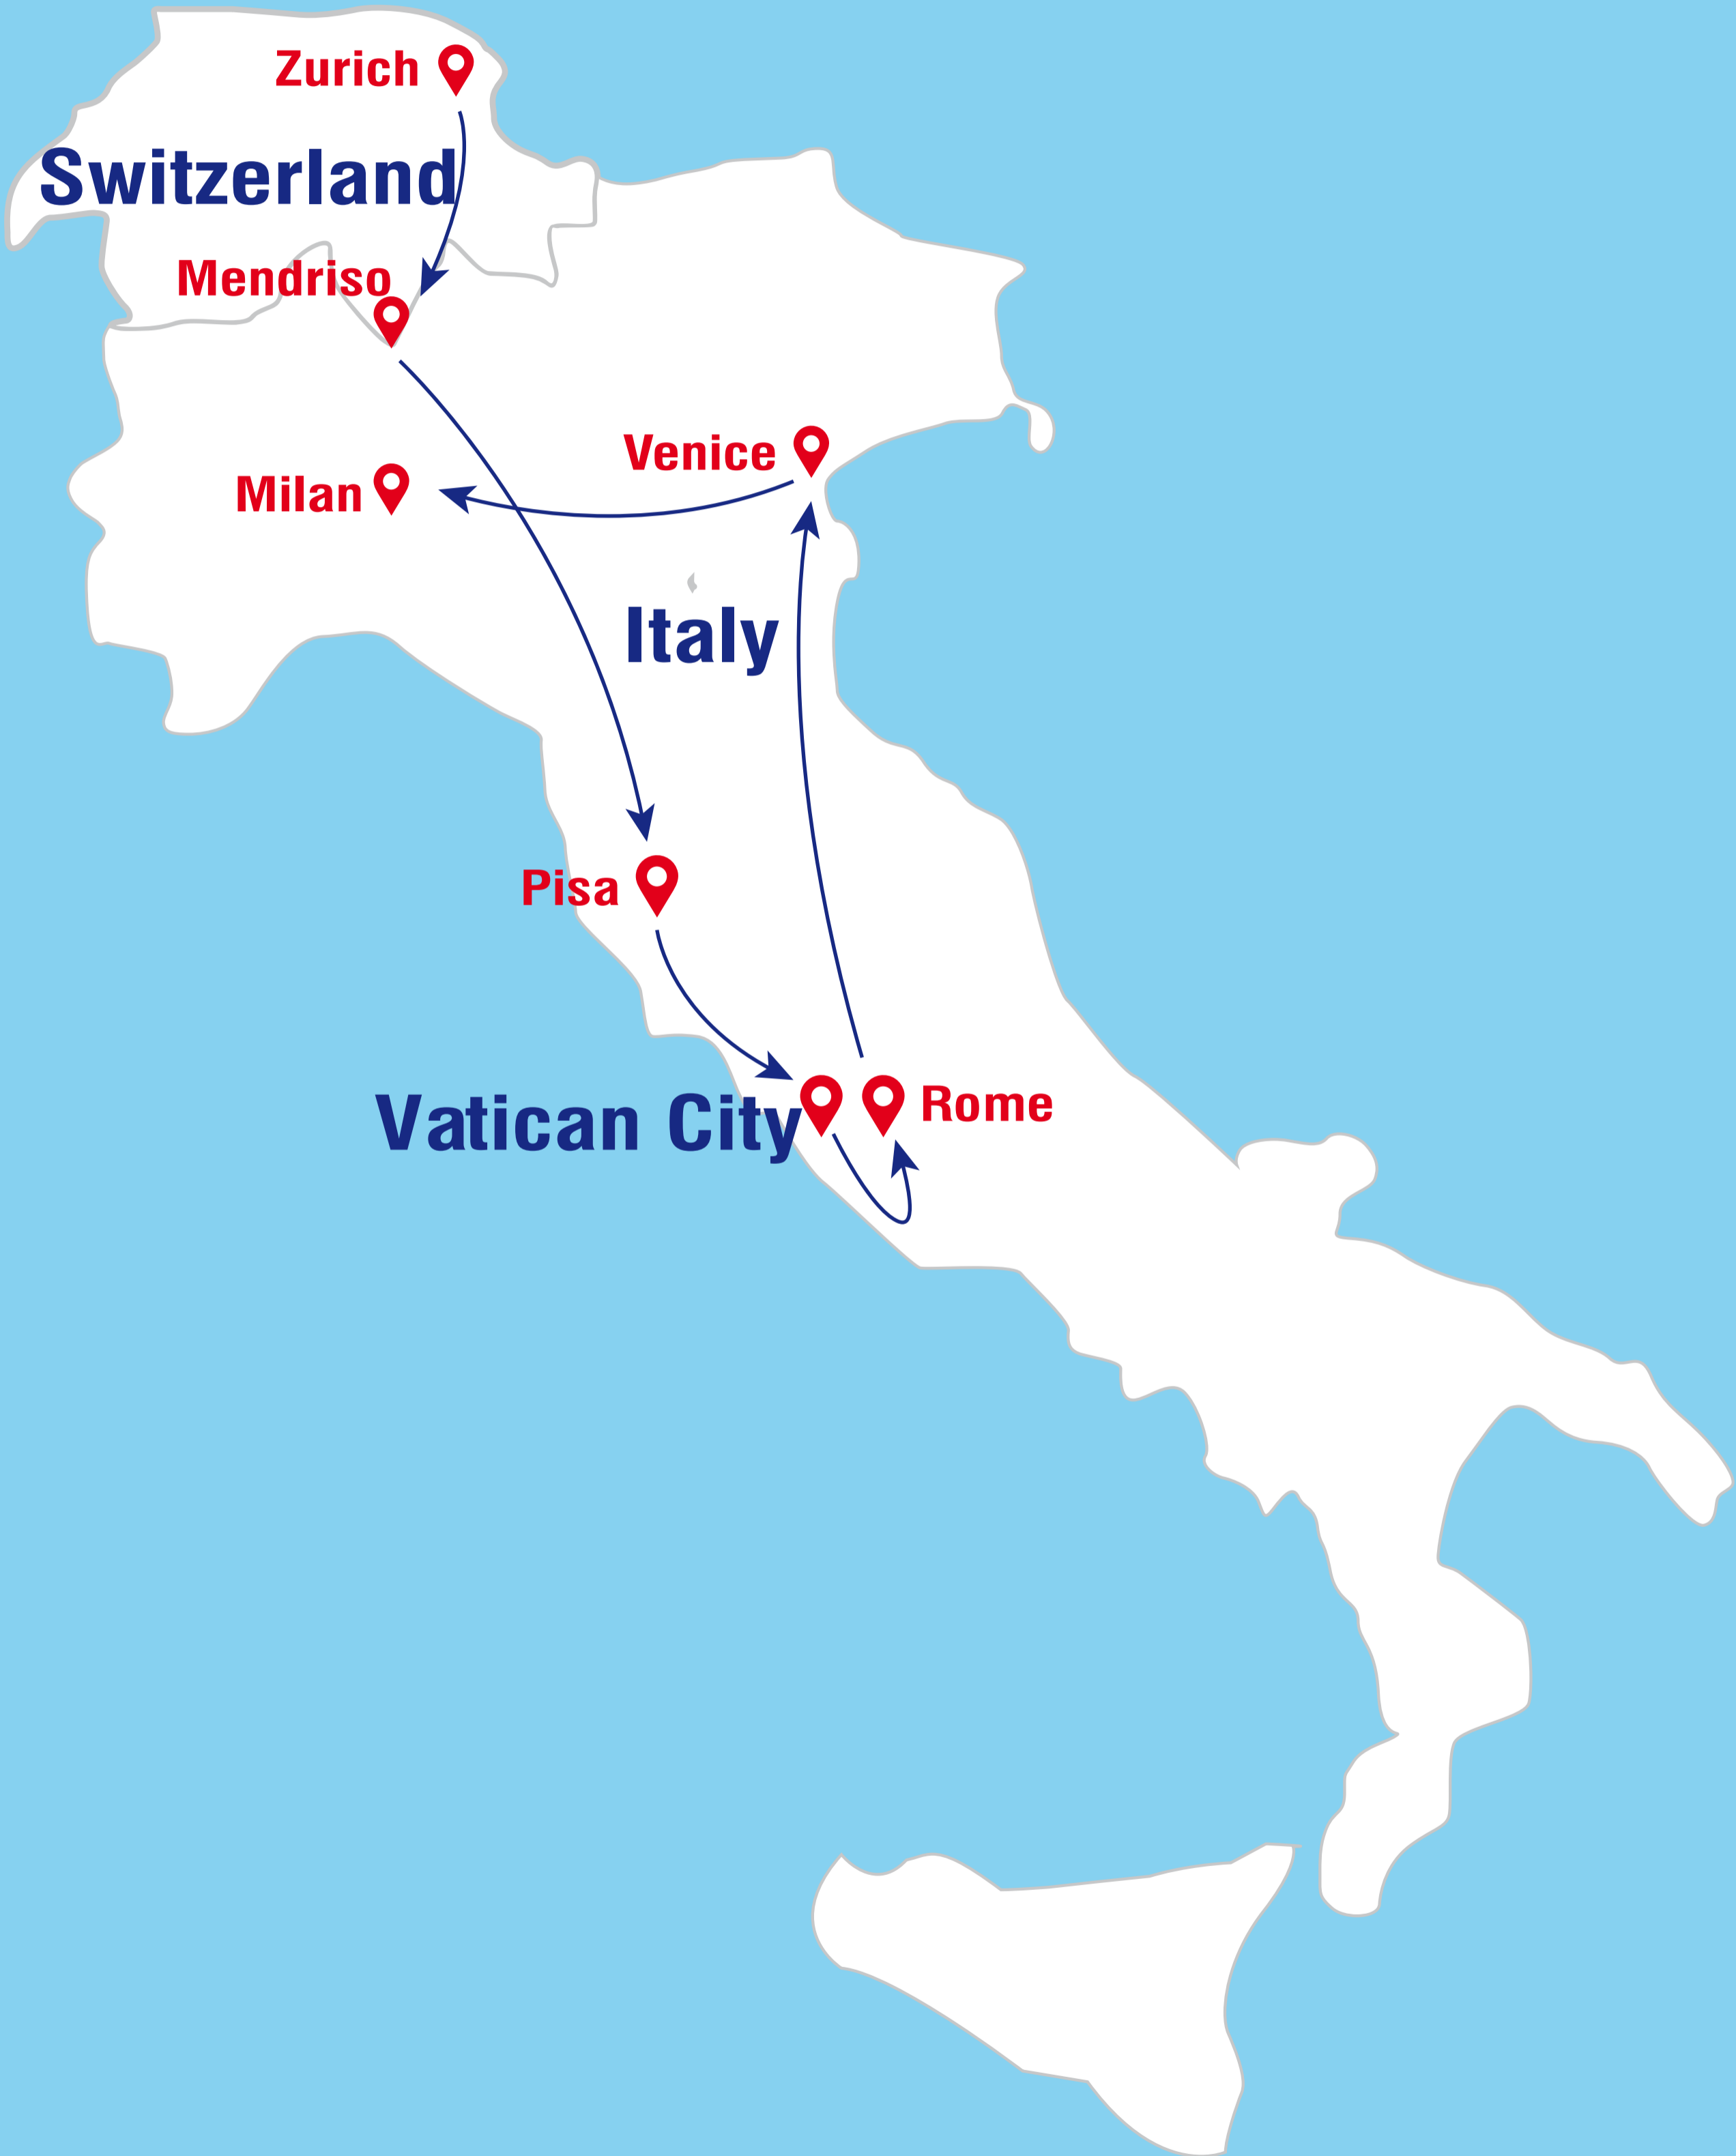 Zurich
Switzerland
Mendriso
Venice
Milan
Italy
Pisa
Rome
Vatican City